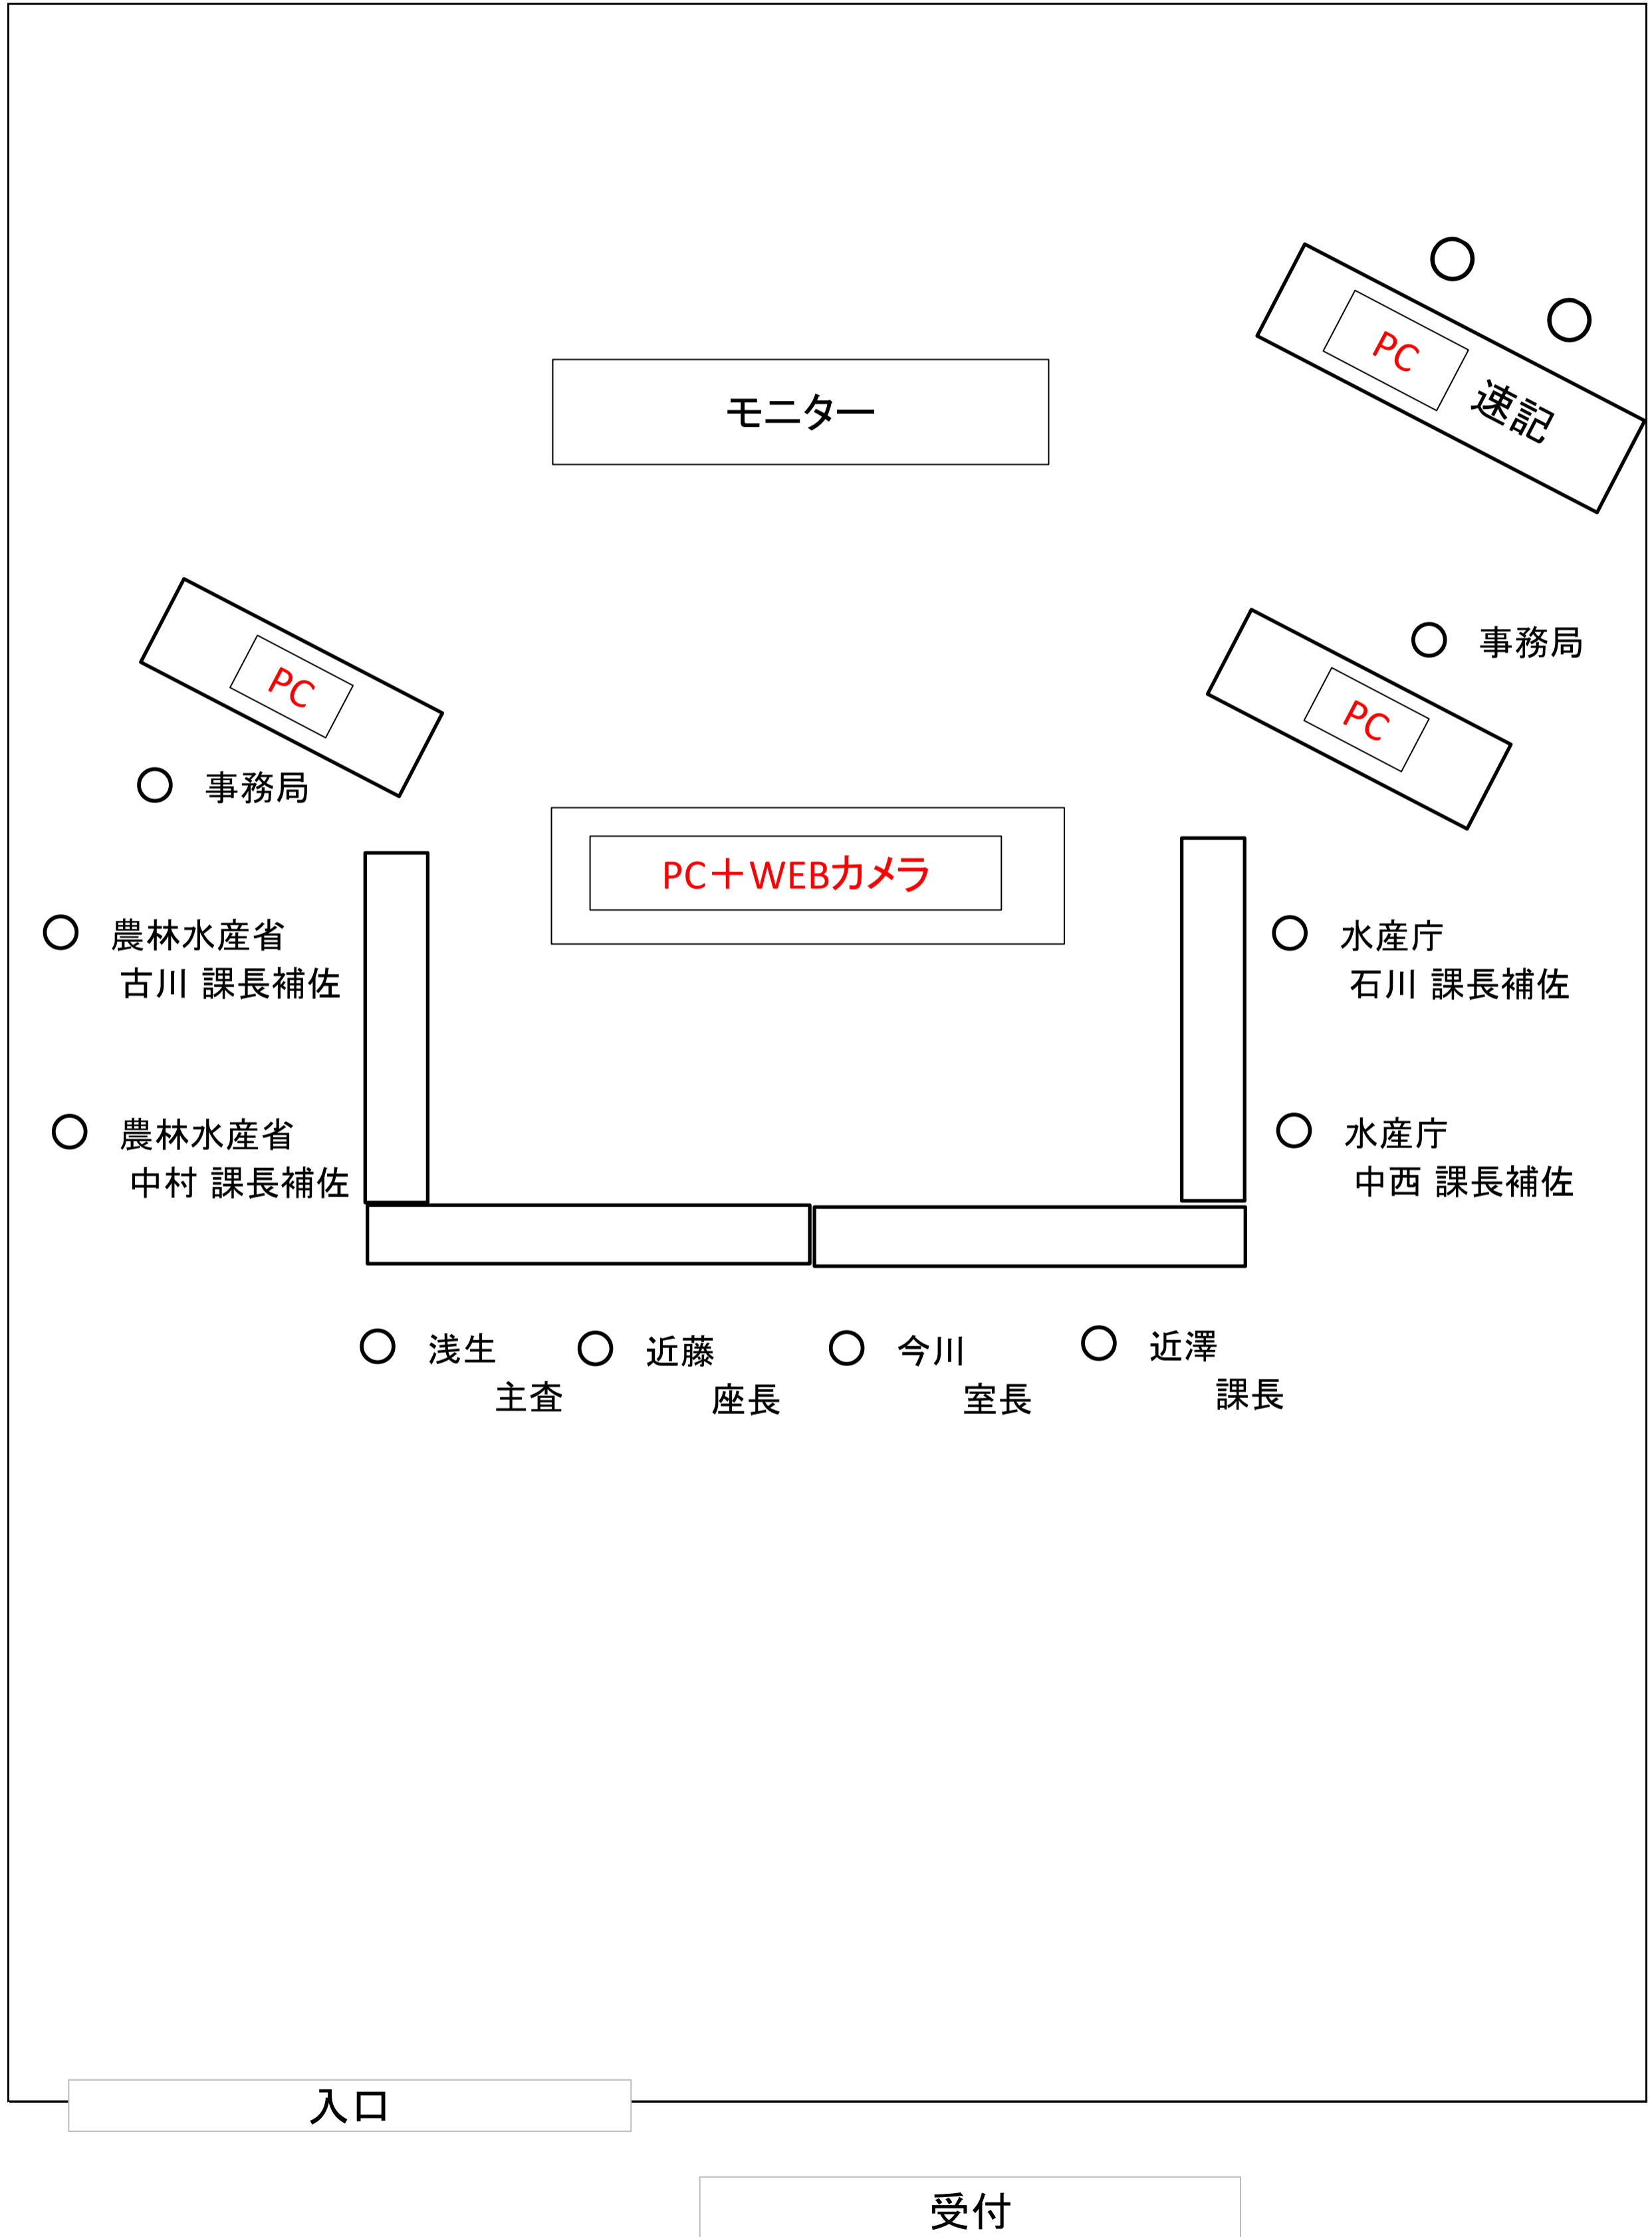 PC
速記
モニター
事務局
PC
PC
事務局
PC＋WEBカメラ
農林水産省
古川 課長補佐
水産庁
石川 課長補佐
農林水産省
中村 課長補佐
水産庁
中西 課長補佐
浅生
主査
近藤
座長
今川
室長
近澤
課長
入口
受付